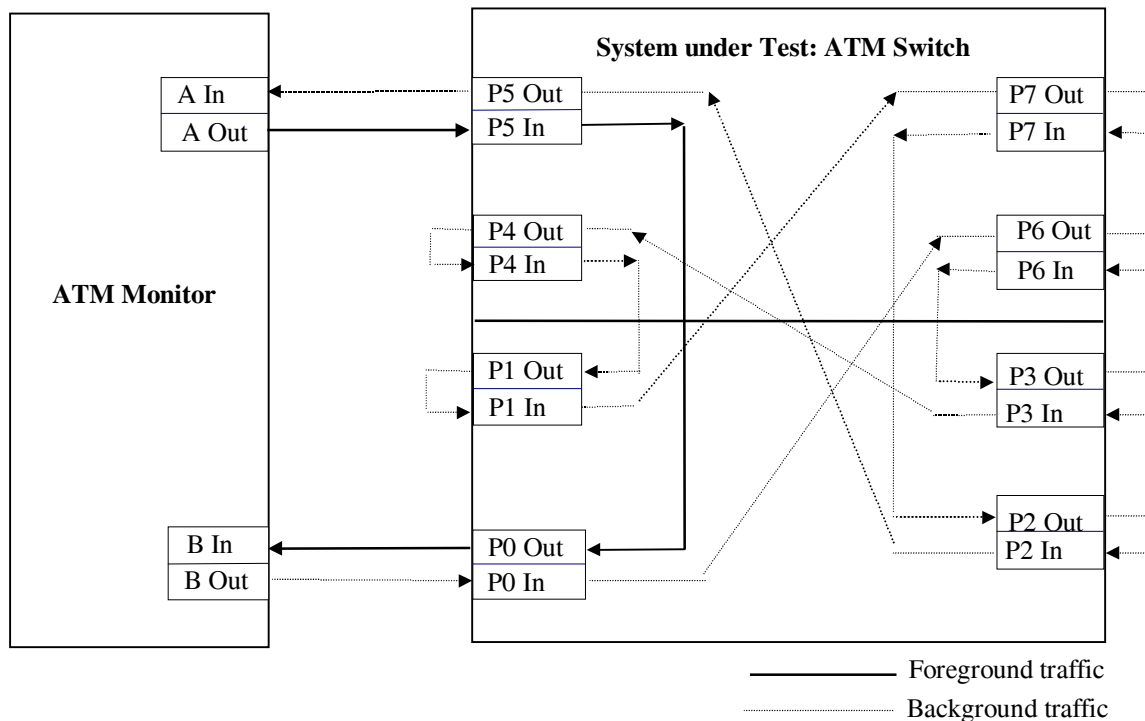 System under Test: ATM Switch
A In
A Out
P5 Out
P5 In
P7 Out
P7 In
P4 Out
P4 In
P6 Out
P6 In
ATM Monitor
P1 Out
P1 In
P3 Out
P3 In
B In
B Out
P0 Out
P0 In
P2 Out
P2 In
Foreground traffic
Background traffic